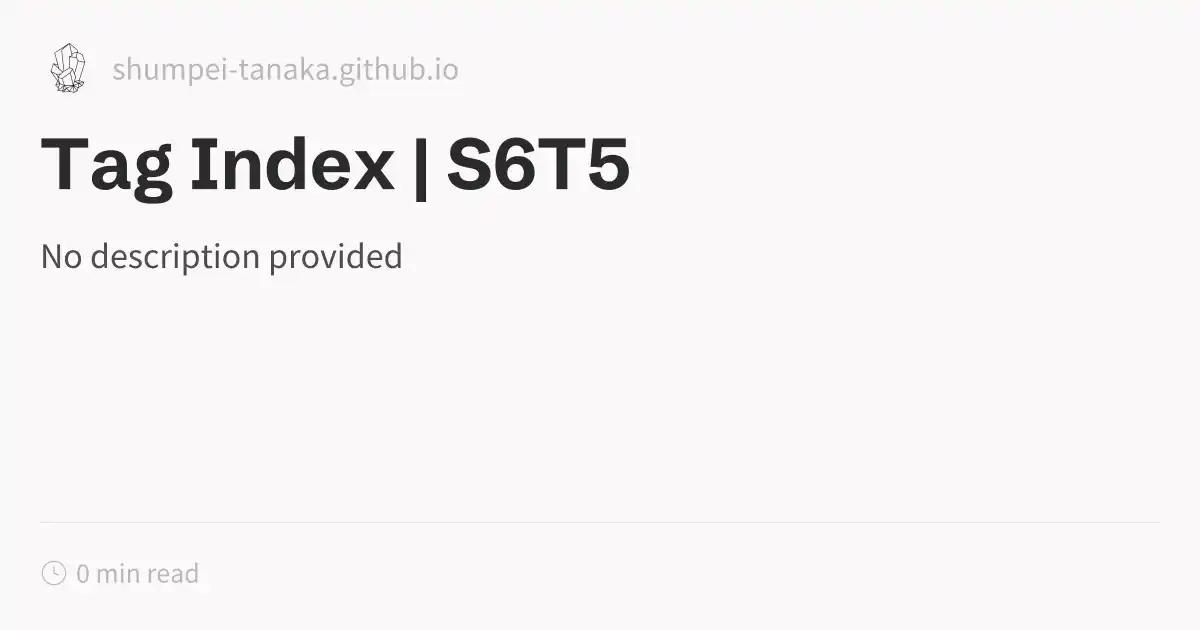 shumpei-tanaka.github.io
Tag Index | S6T5
No description provided
0 min read